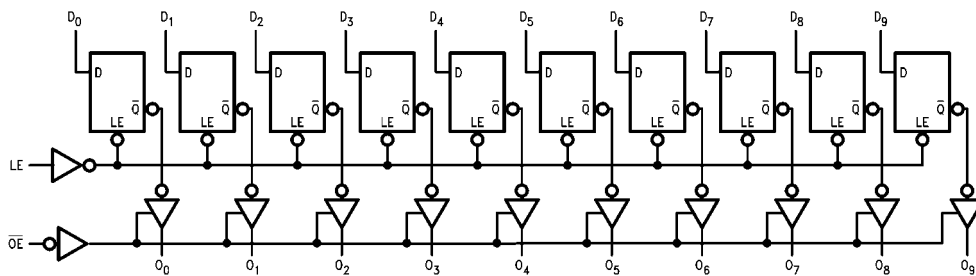 D0 D1 D2 D3 D4 D5 D6 D7 D8 D9
D D D D D D D D D D
Q̅ Q̅ Q̅ Q̅ Q̅ Q̅ Q̅ Q̅ Q̅ Q̅
LE LE LE LE LE LE LE LE LE LE
LE
O̅E̅
O0 O1 O2 O3 O4 O5 O6 O7 O8 O9